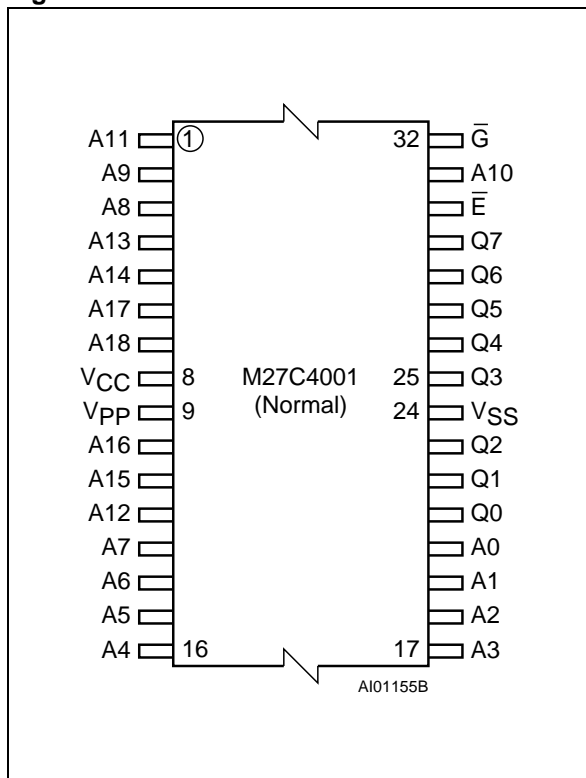 A11 ① 32 G̅
A9 A10
A8 E̅
A13 Q7
A14 Q6
A17 Q5
A18 Q4
VCC 8 M27C4001 25 Q3
VPP 9 (Normal) 24 VSS
A16 Q2
A15 Q1
A12 Q0
A7 A0
A6 A1
A5 A2
A4 16 17 A3
AI01155B